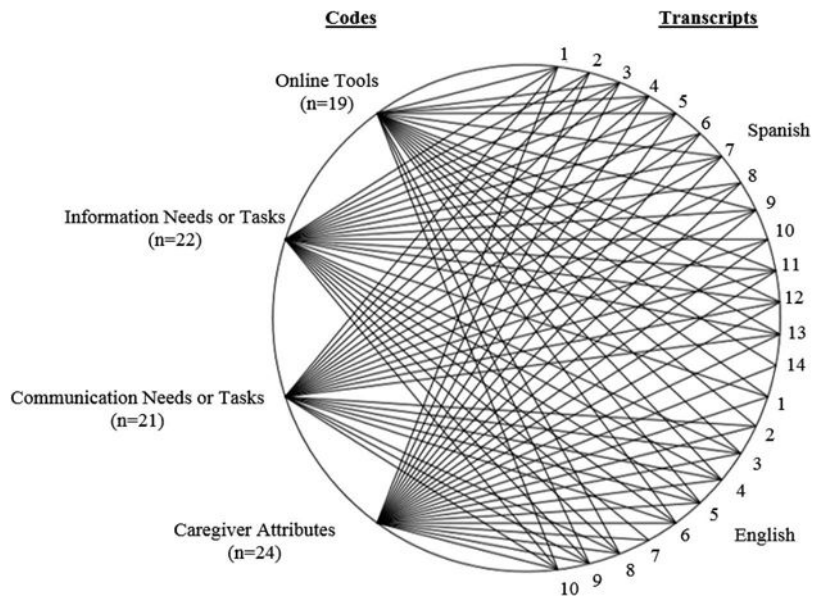 Codes
Transcripts
Online Tools
(n=19)
Information Needs or Tasks
(n=22)
Communication Needs or Tasks
(n=21)
Caregiver Attributes
(n=24)
1
2
3
4
5
6
Spanish
7
8
9
10
11
12
13
14
1
2
3
4
5
English
6
7
8
9
10